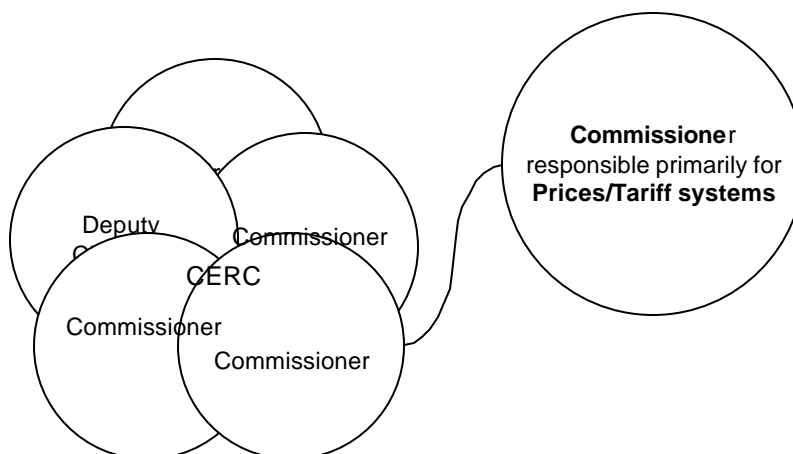 Commissioner
responsible primarily for
Prices/Tariff systems
Deputy
Commissioner
CERC
Commissioner
Commissioner